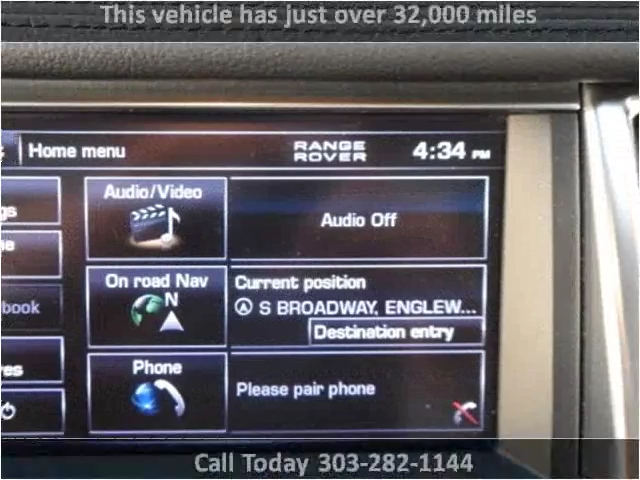 This vehicle has just over 32,000 miles
Home menu
RANGE
ROVER
4:34 PM
Audio/Video
Audio Off
On road Nav
N
Current position
A S BROADWAY, ENGLEW...
book
Destination entry
Phone
Please pair phone
Call Today 303-282-1144